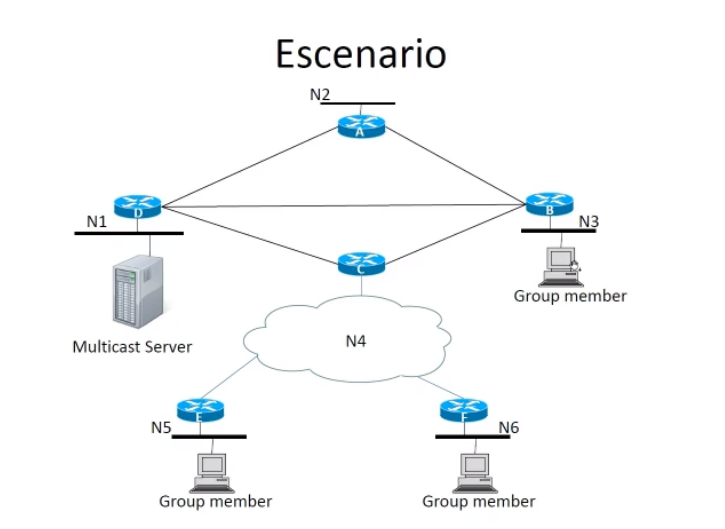 Escenario
N2
A
D
B
N1
N3
C
Group member
Multicast Server
N4
E
F
N5
N6
Group member
Group member